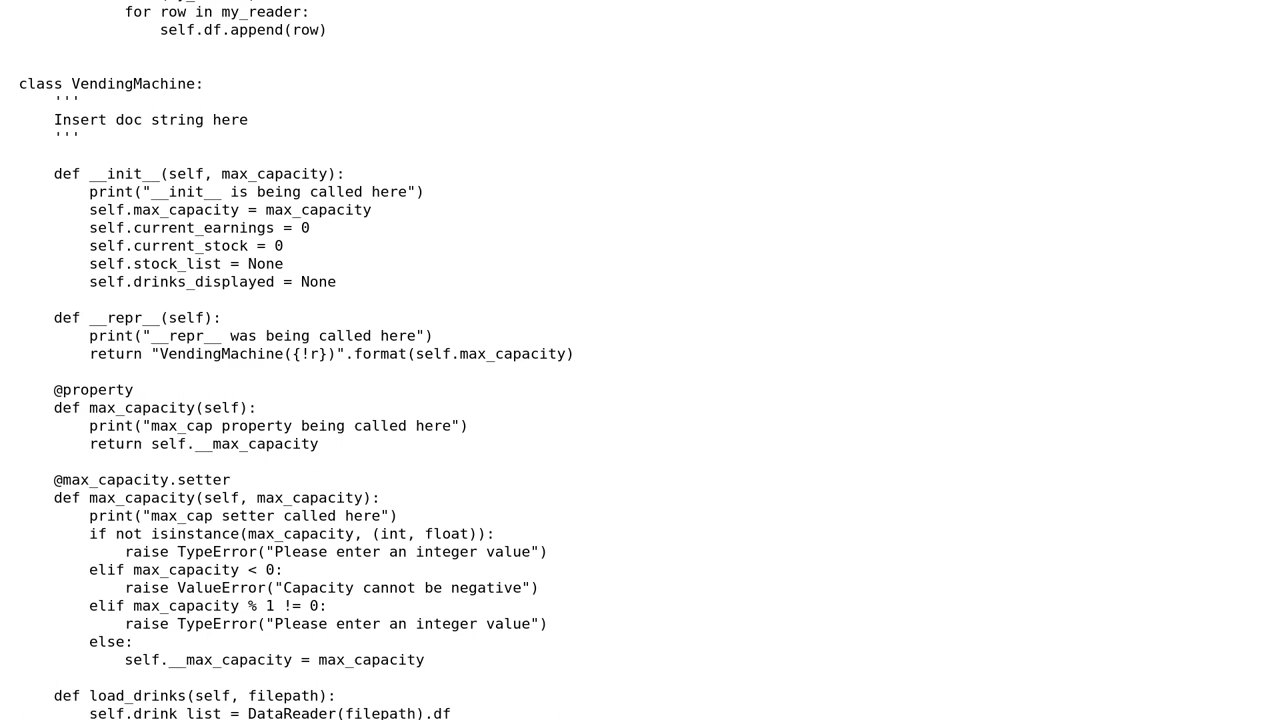 for row in my_reader:
                self.df.append(row)


class VendingMachine:
    '''
    Insert doc string here
    '''

    def __init__(self, max_capacity):
        print("__init__ is being called here")
        self.max_capacity = max_capacity
        self.current_earnings = 0
        self.current_stock = 0
        self.stock_list = None
        self.drinks_displayed = None

    def __repr__(self):
        print("__repr__ was being called here")
        return "VendingMachine({!r})".format(self.max_capacity)

    @property
    def max_capacity(self):
        print("max_cap property being called here")
        return self.__max_capacity

    @max_capacity.setter
    def max_capacity(self, max_capacity):
        print("max_cap setter called here")
        if not isinstance(max_capacity, (int, float)):
            raise TypeError("Please enter an integer value")
        elif max_capacity < 0:
            raise ValueError("Capacity cannot be negative")
        elif max_capacity % 1 != 0:
            raise TypeError("Please enter an integer value")
        else:
            self.__max_capacity = max_capacity

    def load_drinks(self, filepath):
        self.drink_list = DataReader(filepath).df